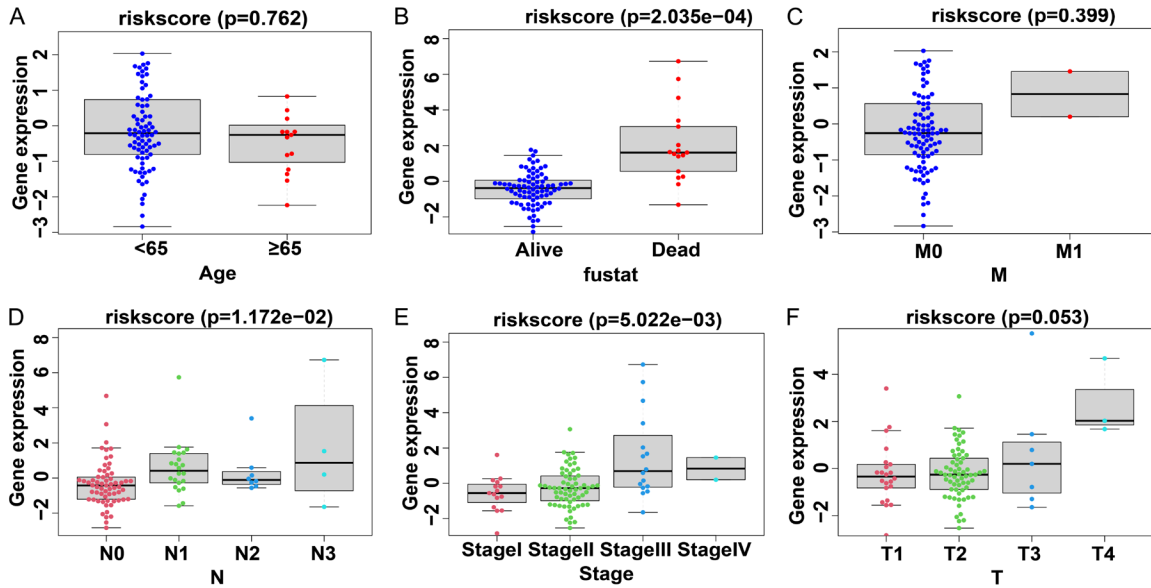 A
riskscore (p=0.762)
Gene expression
2
1
0
−1
−2
−3
<65
≥65
Age
B
riskscore (p=2.035e−04)
Gene expression
8
6
4
2
0
−2
Alive
Dead
fustat
C
riskscore (p=0.399)
Gene expression
2
1
0
−1
−2
−3
M0
M1
M
D
riskscore (p=1.172e−02)
Gene expression
8
6
4
2
0
−2
N0
N1
N2
N3
N
E
riskscore (p=5.022e−03)
Gene expression
8
6
4
2
0
−2
StageI
StageII
StageIII
StageIV
Stage
F
riskscore (p=0.053)
Gene expression
4
2
0
−2
T1
T2
T3
T4
T